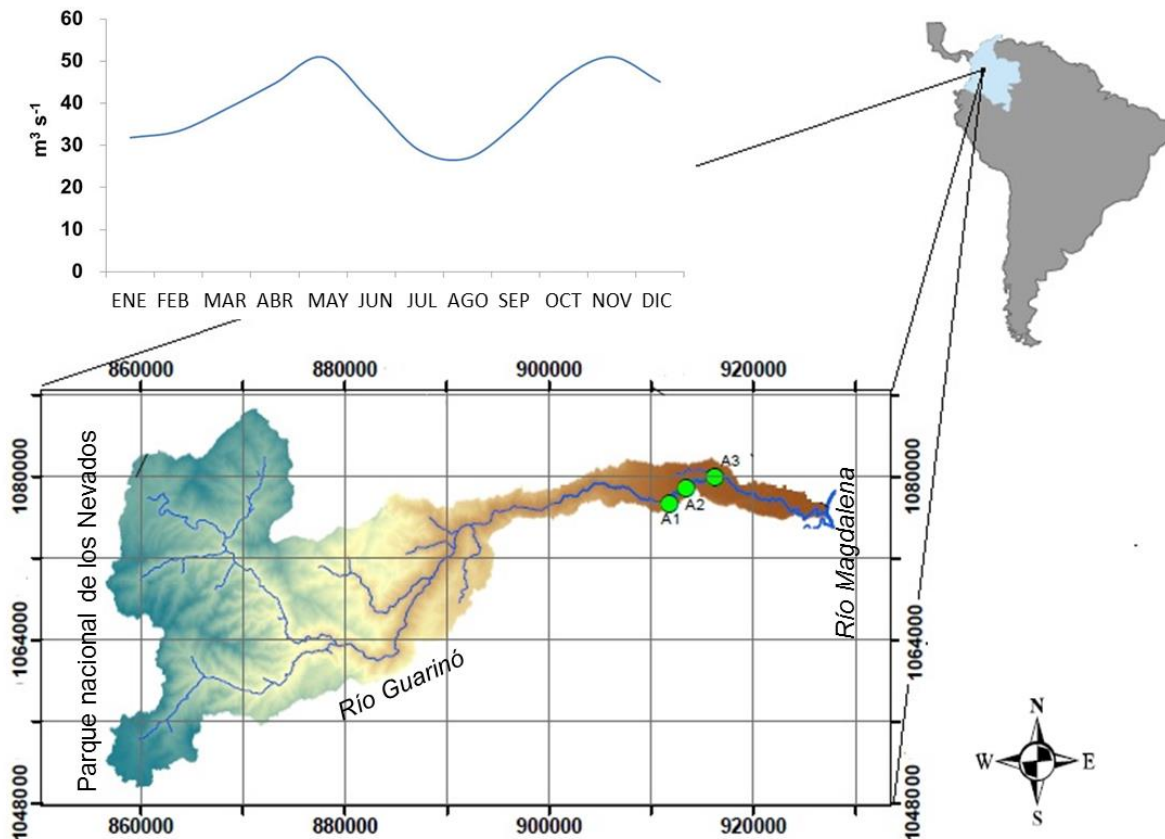 60
50
40
30
20
10
0
m³ s⁻¹
ENE FEB MAR ABR MAY JUN JUL AGO SEP OCT NOV DIC
860000 880000 900000 920000
1080000
1064000
1048000
Parque nacional de los Nevados
Río Guarinó
A1
A2
A3
Río Magdalena
1080000
1064000
1048000
860000 880000 900000 920000
N
W E
S